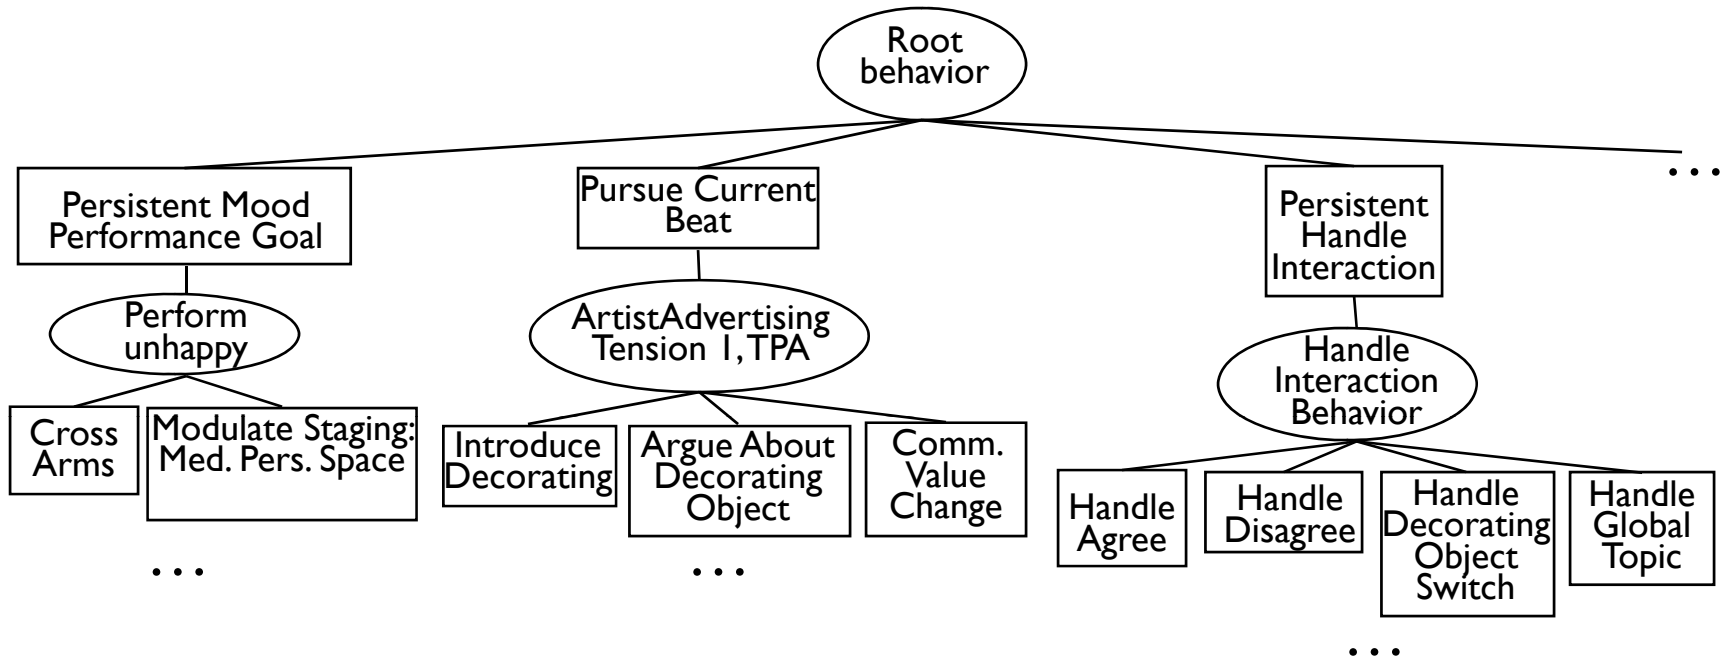 Root
behavior
. . .
Persistent Mood
Performance Goal
Pursue Current
Beat
Persistent
Handle
Interaction
Perform
unhappy
ArtistAdvertising
Tension 1, TPA
Handle
Interaction
Behavior
Cross
Arms
Modulate Staging:
Med. Pers. Space
Introduce
Decorating
Argue About
Decorating
Object
Comm.
Value
Change
Handle
Agree
Handle
Disagree
Handle
Decorating
Object
Switch
Handle
Global
Topic
. . .
. . .
. . .